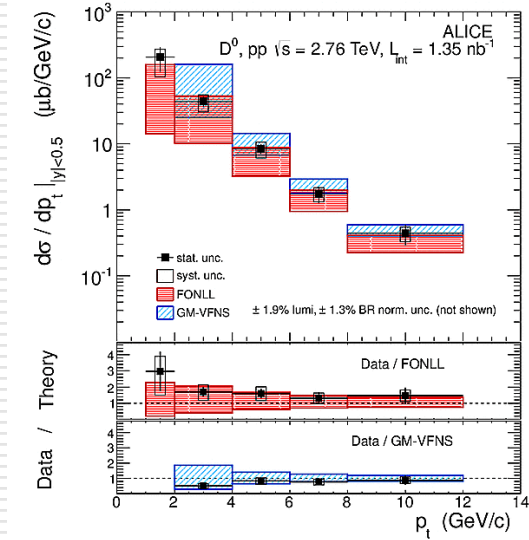 ALICE
D⁰, pp √s = 2.76 TeV, L_int = 1.35 nb⁻¹
dσ / dp_t |_|y|<0.5 (μb/GeV/c)
10³
10²
10
1
10⁻¹
stat. unc.
syst. unc.
FONLL
GM-VFNS
± 1.9% lumi, ± 1.3% BR norm. unc. (not shown)
Data / Theory
Data / FONLL
4
3
2
1
Data / GM-VFNS
4
3
2
1
0 2 4 6 8 10 12 14
p_t (GeV/c)